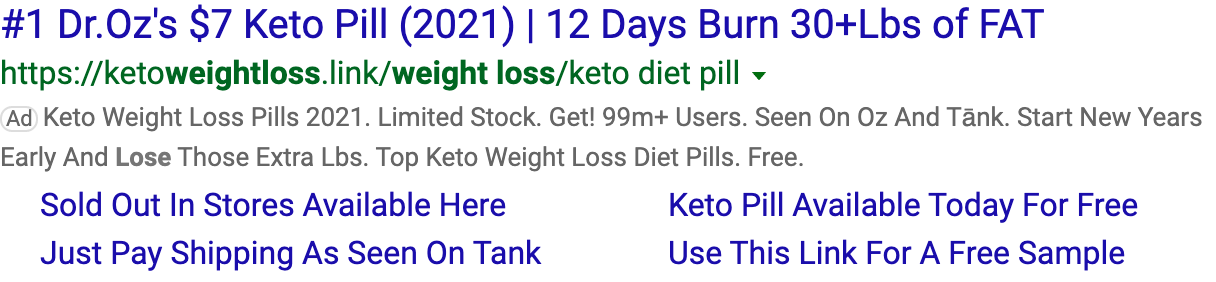 #1 Dr.Oz's $7 Keto Pill (2021) | 12 Days Burn 30+Lbs of FAT
https://ketoweightloss.link/weight loss/keto diet pill
Ad Keto Weight Loss Pills 2021. Limited Stock. Get! 99m+ Users. Seen On Oz And Tānk. Start New Years
Early And Lose Those Extra Lbs. Top Keto Weight Loss Diet Pills. Free.
Sold Out In Stores Available Here
Keto Pill Available Today For Free
Just Pay Shipping As Seen On Tank
Use This Link For A Free Sample